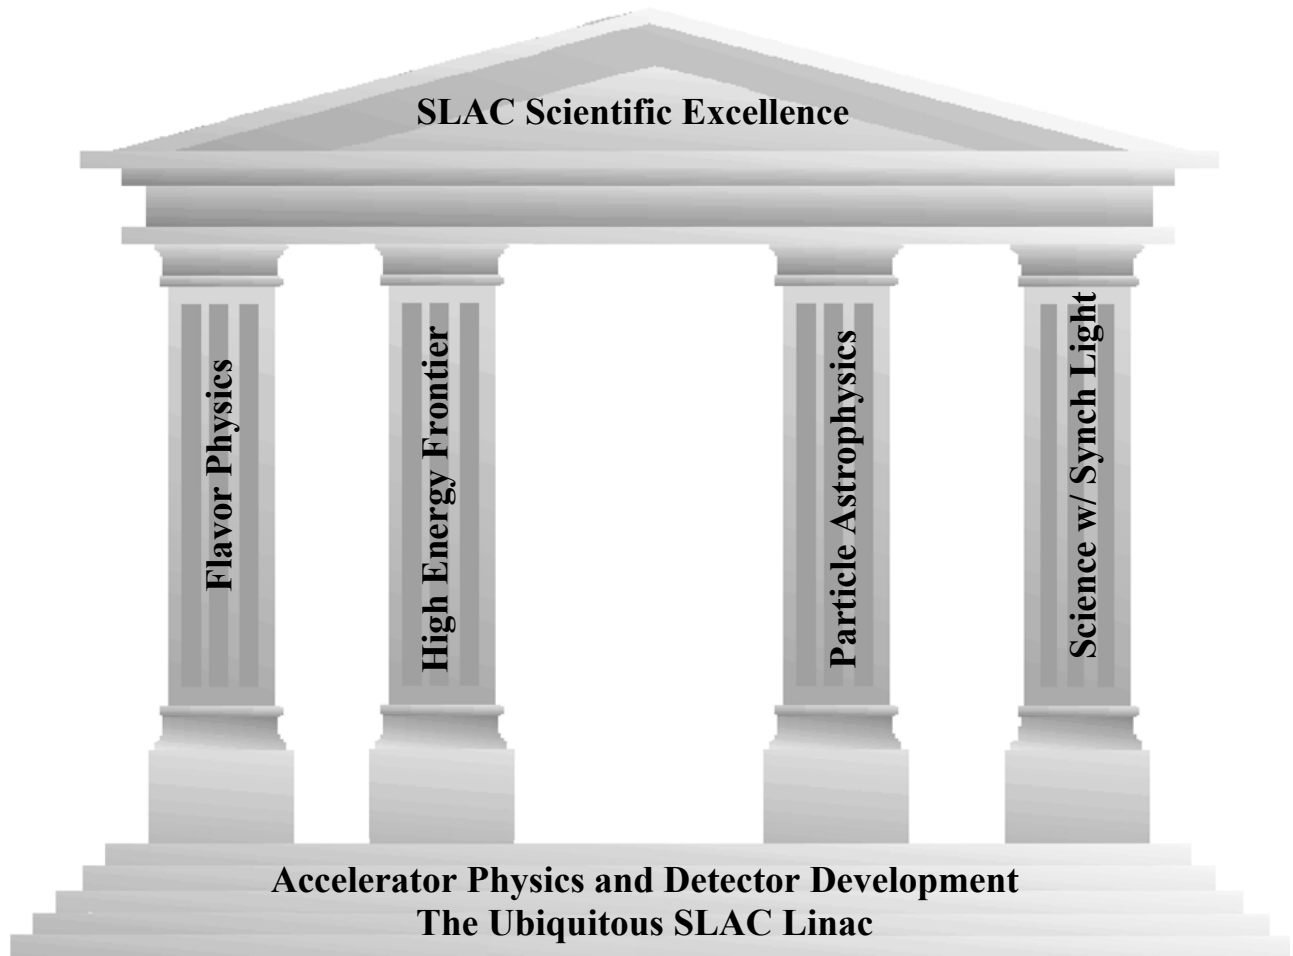 SLAC Scientific Excellence
Flavor Physics
High Energy Frontier
Particle Astrophysics
Science w/ Synch Light
Accelerator Physics and Detector Development
The Ubiquitous SLAC Linac